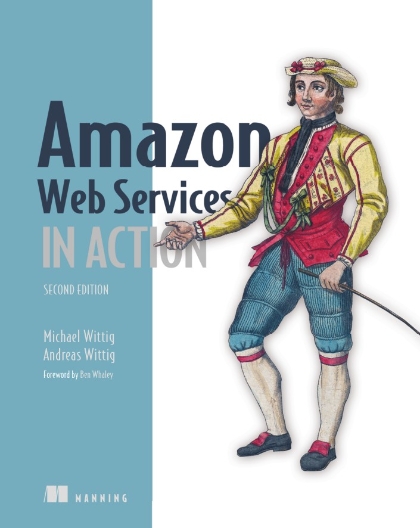 Amazon
Web Services
IN ACTION
SECOND EDITION
Michael Wittig
Andreas Wittig
Foreword by Ben Whaley
MANNING